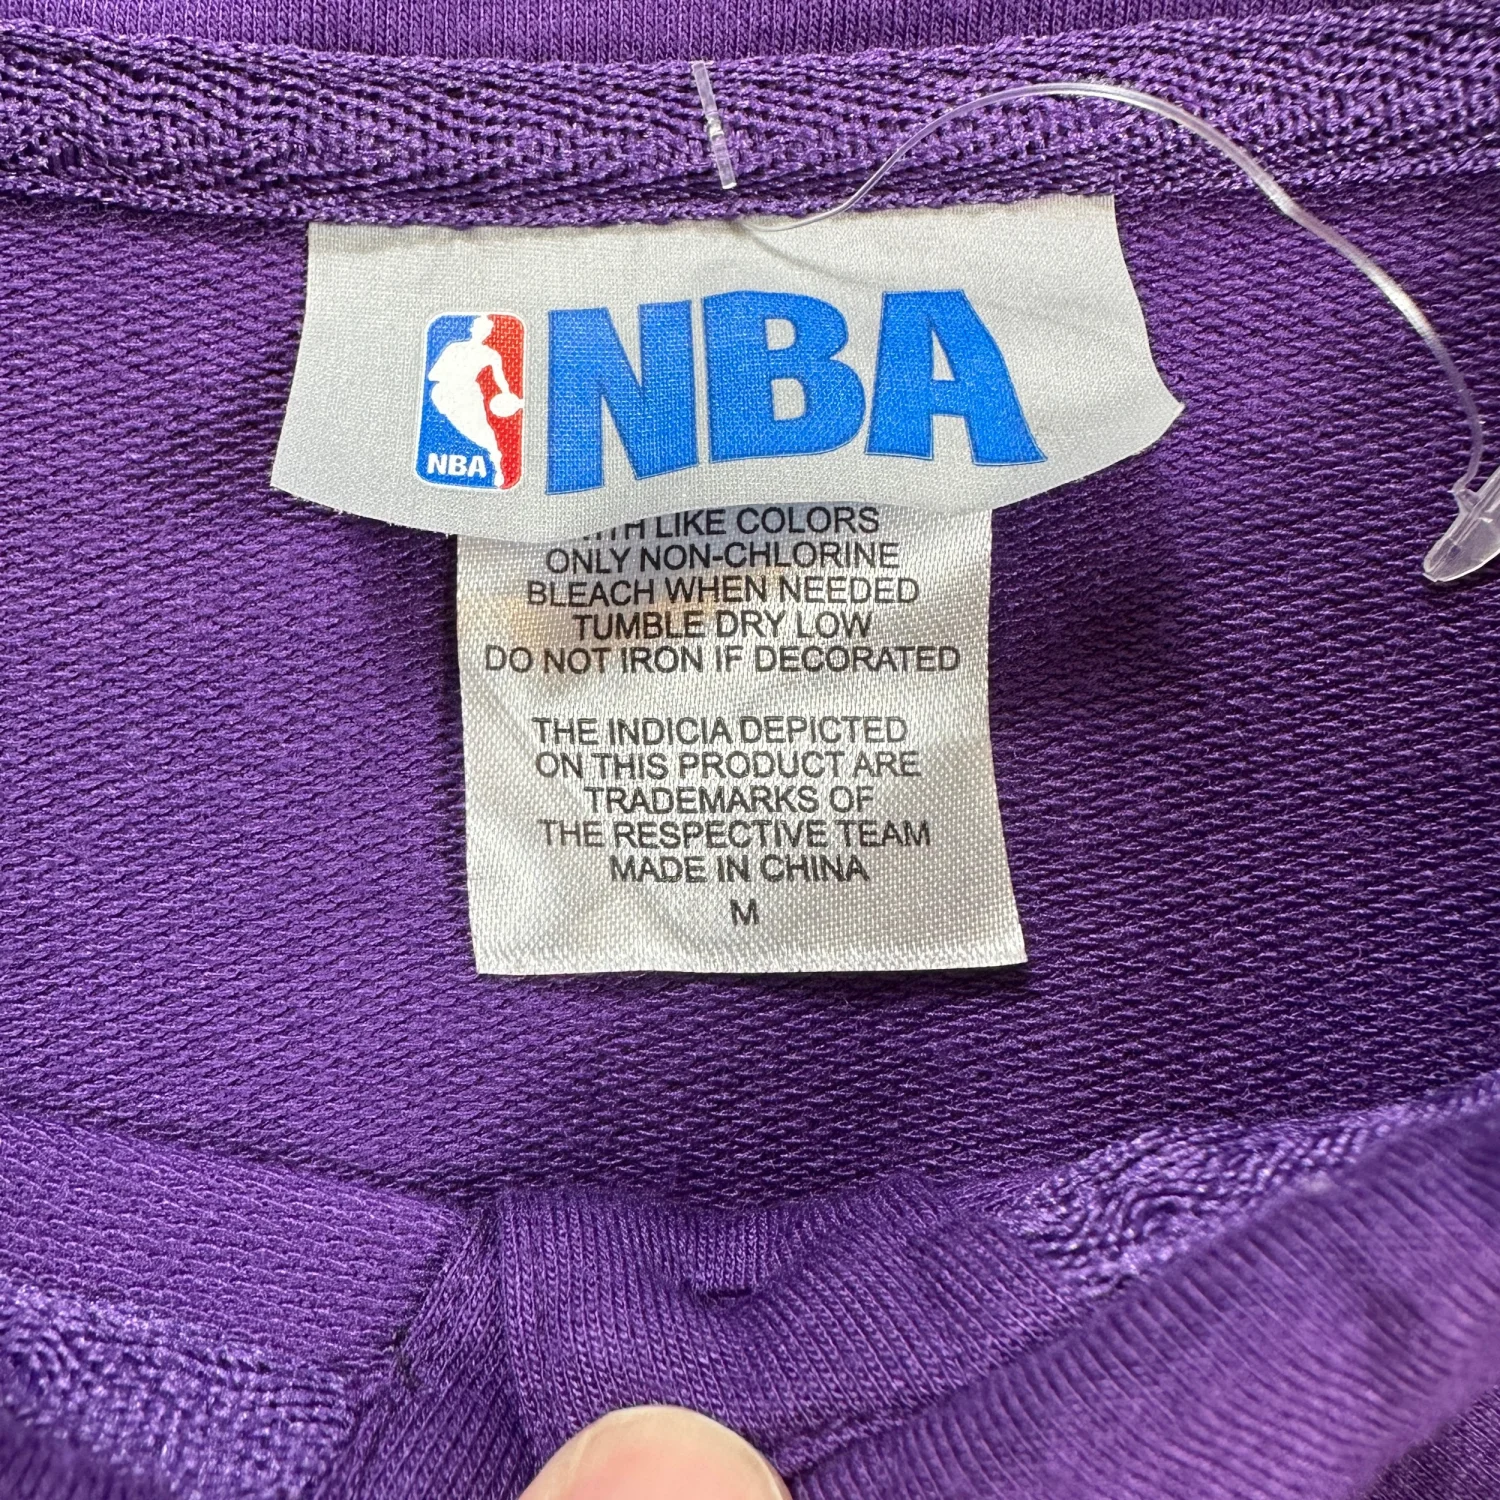 NBA
NBA
LIKE COLORS
ONLY NON-CHLORINE
BLEACH WHEN NEEDED
TUMBLE DRY LOW
DO NOT IRON IF DECORATED
THE INDICIA DEPICTED
ON THIS PRODUCT ARE
TRADEMARKS OF
THE RESPECTIVE TEAM
MADE IN CHINA
M